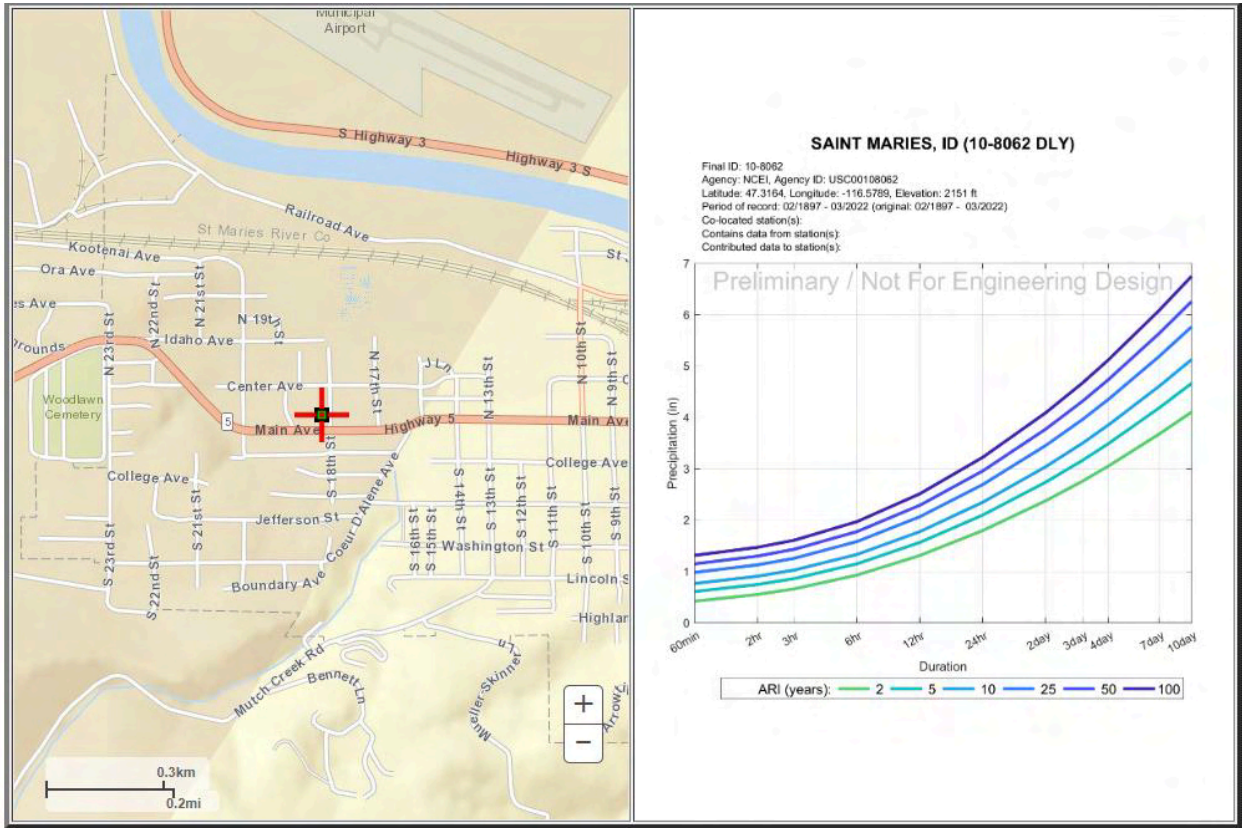 Municipal
Airport
S Highway 3
Highway 3 S
Railroad Ave
St Maries River Co
Kootenai Ave
Ora Ave
N 21st St
N 22nd St
es Ave
N 19th St
N 23rd St
Idaho Ave
rounds
N 17th St
J Ln
N 13th St
N 10th St
N 9th St
St
Center Ave
Woodlawn
Cemetery
5
Main Ave
Highway 5
Main Av
College Ave
S 18th St
College Ave
Coeur D'Alene Ave
S 14th St
S 13th St
S 12th St
S 11th St
S 10th St
S 9th St
S 21st St
Jefferson St
S 16th St
S 15th St
Washington St
S 23rd St
S 22nd St
Boundary Ave
Lincoln S
Highlar
Mutch Creek Rd
Bennett Ln
Mueller-Skinner Ln
Arrow
+
−
0.3km
0.2mi
SAINT MARIES, ID (10-8062 DLY)
Final ID: 10-8062
Agency: NCEI, Agency ID: USC00108062
Latitude: 47.3164, Longitude: -116.5789, Elevation: 2151 ft
Period of record: 02/1897 - 03/2022 (original: 02/1897 - 03/2022)
Co-located station(s):
Contains data from station(s):
Contributed data to station(s):
Preliminary / Not For Engineering Design
7
6
5
4
3
2
1
0
Precipitation (in)
60min 2hr 3hr 6hr 12hr 24hr 2day 3day 4day 7day 10day
Duration
ARI (years): 2 5 10 25 50 100